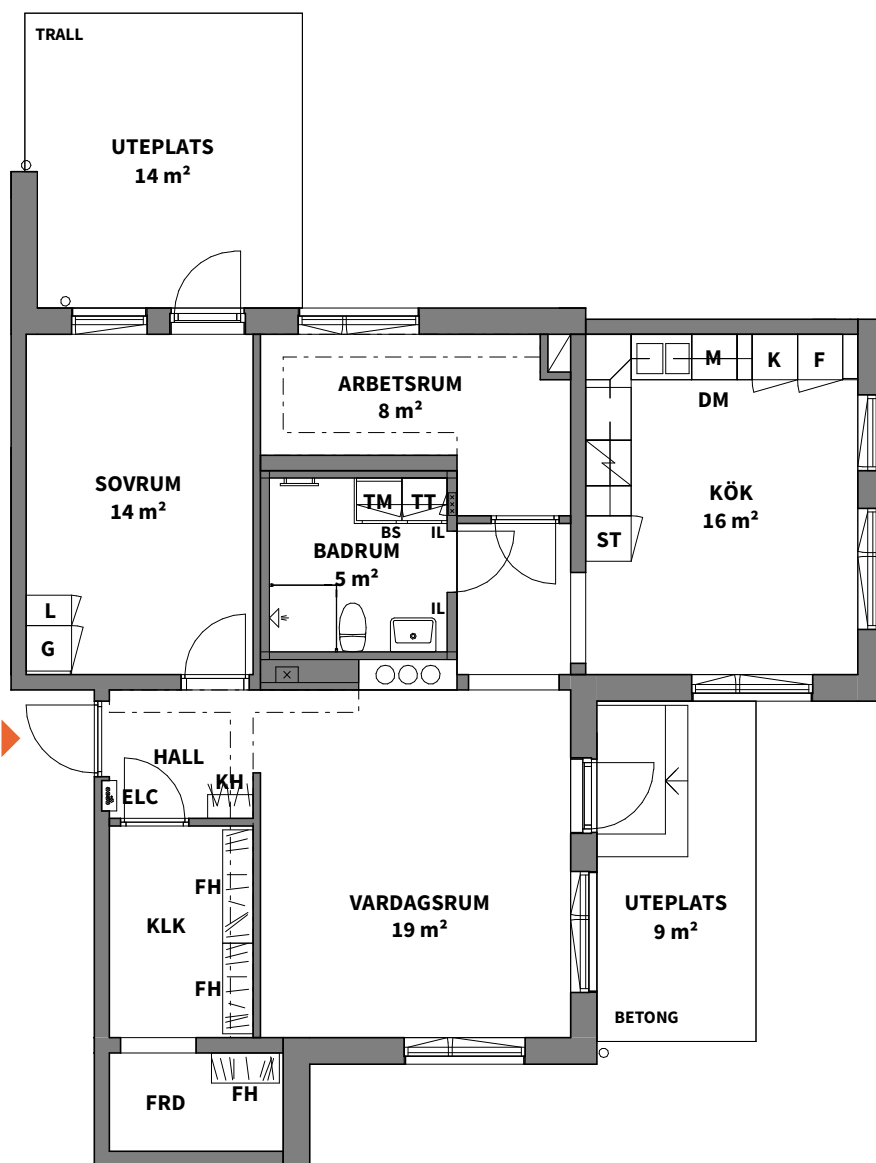 TRALL
UTEPLATS
14 m²
ARBETSRUM
8 m²
M
K
F
DM
SOVRUM
14 m²
TM
TT
KÖK
16 m²
BS
IL
ST
BADRUM
5 m²
IL
L
G
HALL
KH
ELC
FH
KLK
VARDAGSRUM
19 m²
UTEPLATS
9 m²
FH
BETONG
FRD
FH